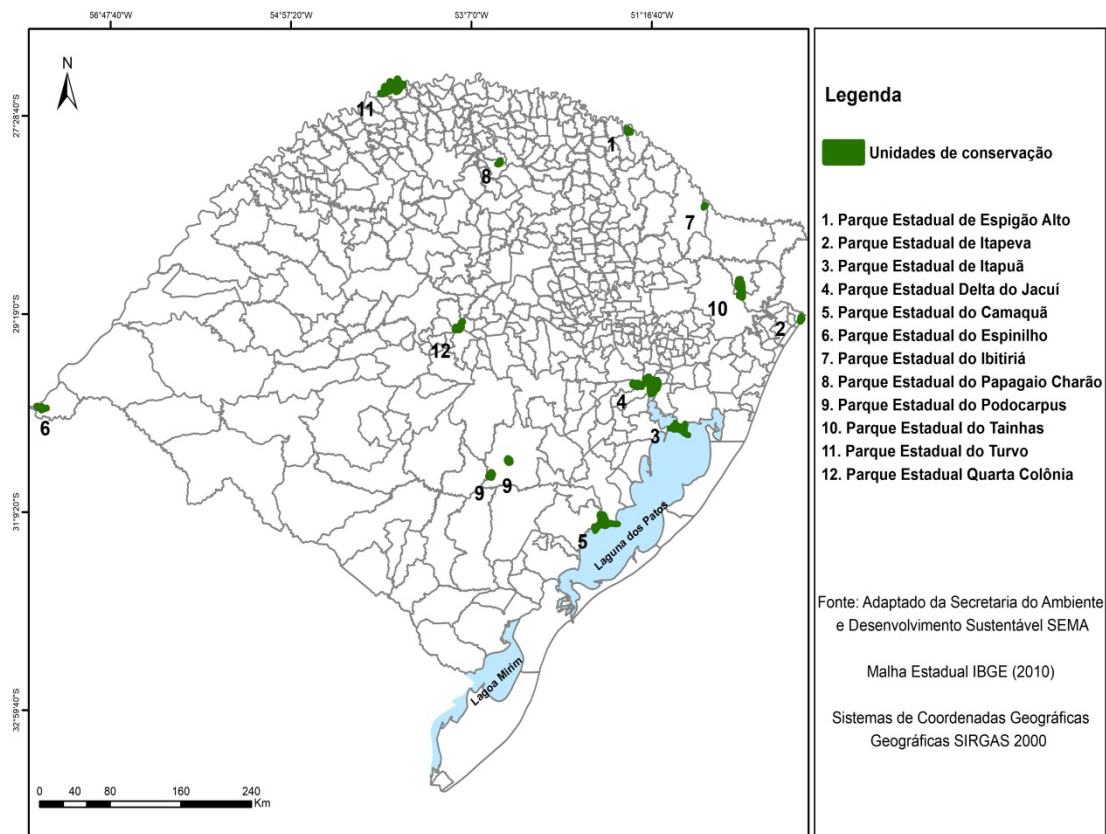 56°47'40"W
54°57'20"W
53°7'0"W
51°16'40"W
N
27°28'40"S
29°19'0"S
31°9'20"S
32°59'40"S
11
1
8
7
10
2
12
6
4
3
9
9
5
Laguna dos Patos
Lagoa Mirim
0 40 80 160 240
Km
Legenda
Unidades de conservação
1. Parque Estadual de Espigão Alto
2. Parque Estadual de Itapeva
3. Parque Estadual de Itapuã
4. Parque Estadual Delta do Jacuí
5. Parque Estadual do Camaquã
6. Parque Estadual do Espinilho
7. Parque Estadual do Ibitiriá
8. Parque Estadual do Papagaio Charão
9. Parque Estadual do Podocarpus
10. Parque Estadual do Tainhas
11. Parque Estadual do Turvo
12. Parque Estadual Quarta Colônia
Fonte: Adaptado da Secretaria do Ambiente
e Desenvolvimento Sustentável SEMA
Malha Estadual IBGE (2010)
Sistemas de Coordenadas Geográficas
Geográficas SIRGAS 2000